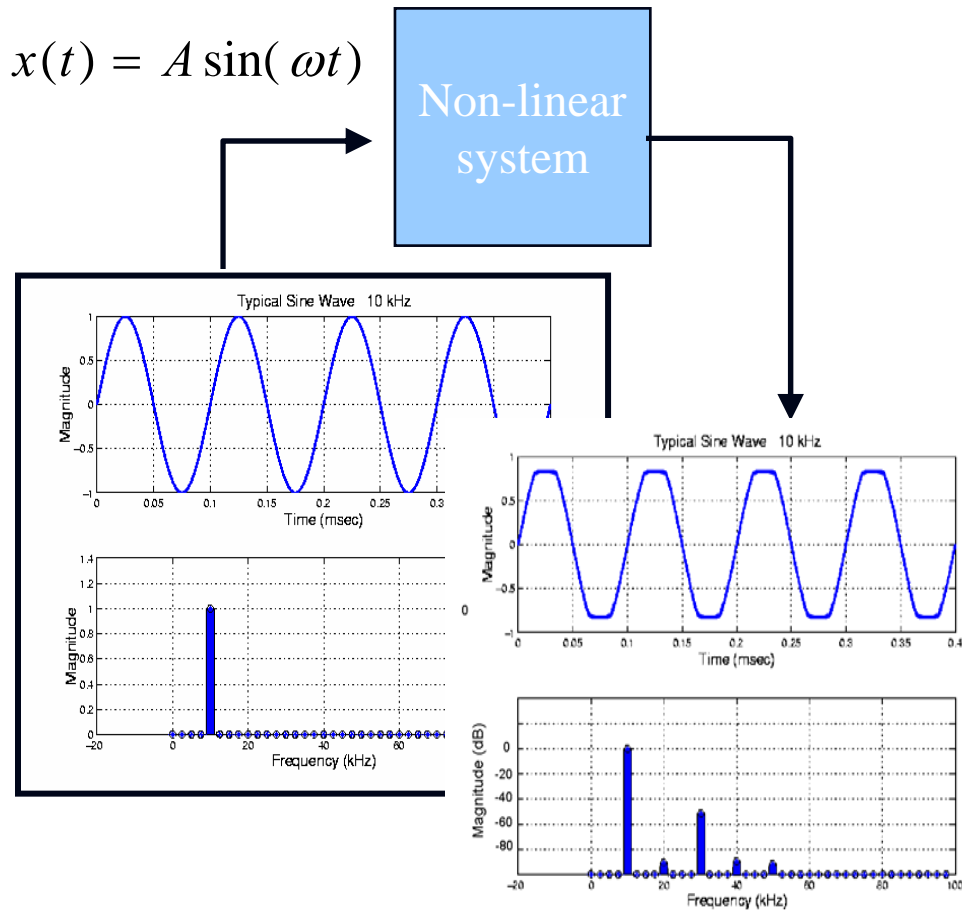 x(t) = A sin( ωt)
Non-linear
system
Typical Sine Wave 10 kHz
Magnitude
1
0.5
0
-0.5
-1
0 0.05 0.1 0.15 0.2 0.25 0.3
Time (msec)
Magnitude
1.4
1.2
1
0.8
0.6
0.4
0.2
0
-20 0 20 40 60
Frequency (kHz)
0
Typical Sine Wave 10 kHz
Magnitude
1
0.5
0
-0.5
-1
0 0.05 0.1 0.15 0.2 0.25 0.3 0.35 0.4
Time (msec)
Magnitude (dB)
0
-20
-40
-60
-80
-20 0 20 40 60 80 100
Frequency (kHz)